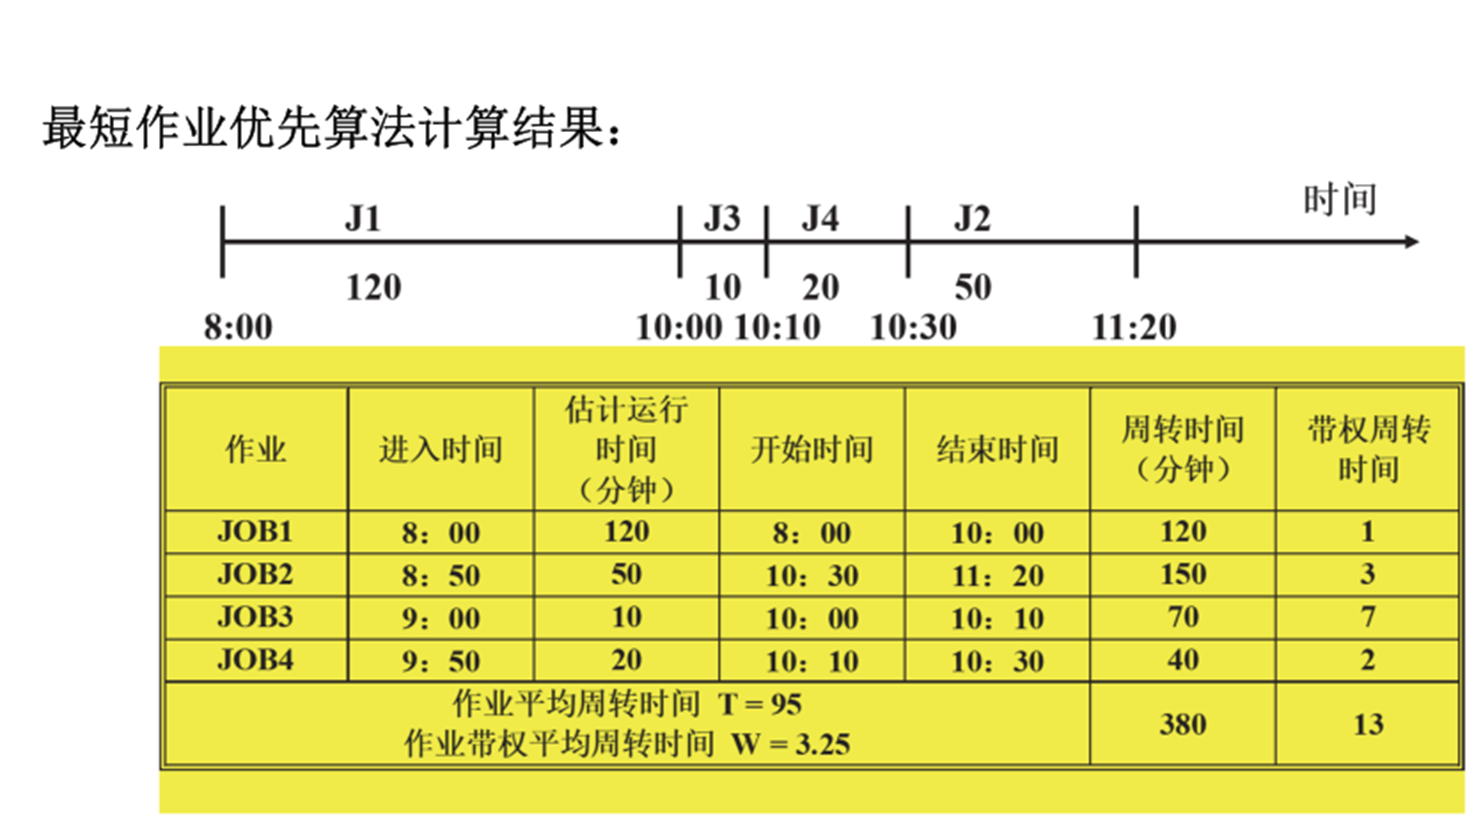 最短作业优先算法计算结果：
时间
J1 J3 J4 J2
120 10 20 50
8:00 10:00 10:10 10:30 11:20
作业 进入时间 估计运行时间（分钟） 开始时间 结束时间 周转时间（分钟） 带权周转时间
JOB1 8：00 120 8：00 10：00 120 1
JOB2 8：50 50 10：30 11：20 150 3
JOB3 9：00 10 10：00 10：10 70 7
JOB4 9：50 20 10：10 10：30 40 2
作业平均周转时间 T = 95
作业带权平均周转时间 W = 3.25
380 13